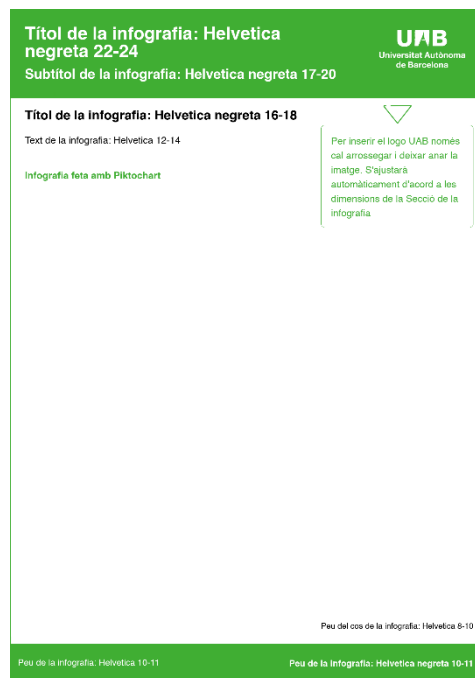 Títol de la infografia: Helvetica
negreta 22-24
Subtítol de la infografia: Helvetica negreta 17-20
UAB
Universitat Autònoma
de Barcelona
Títol de la infografia: Helvetica negreta 16-18
Text de la infografia: Helvetica 12-14
Infografia feta amb Piktochart
Per inserir el logo UAB només
cal arrossegar i deixar anar la
imatge. S'ajustarà
automàticament d'acord a les
dimensions de la Secció de la
infografia
Peu del cos de la infografia: Helvetica 8-10
Peu de la infografia: Helvetica 10-11
Peu de la infografia: Helvetica negreta 10-11